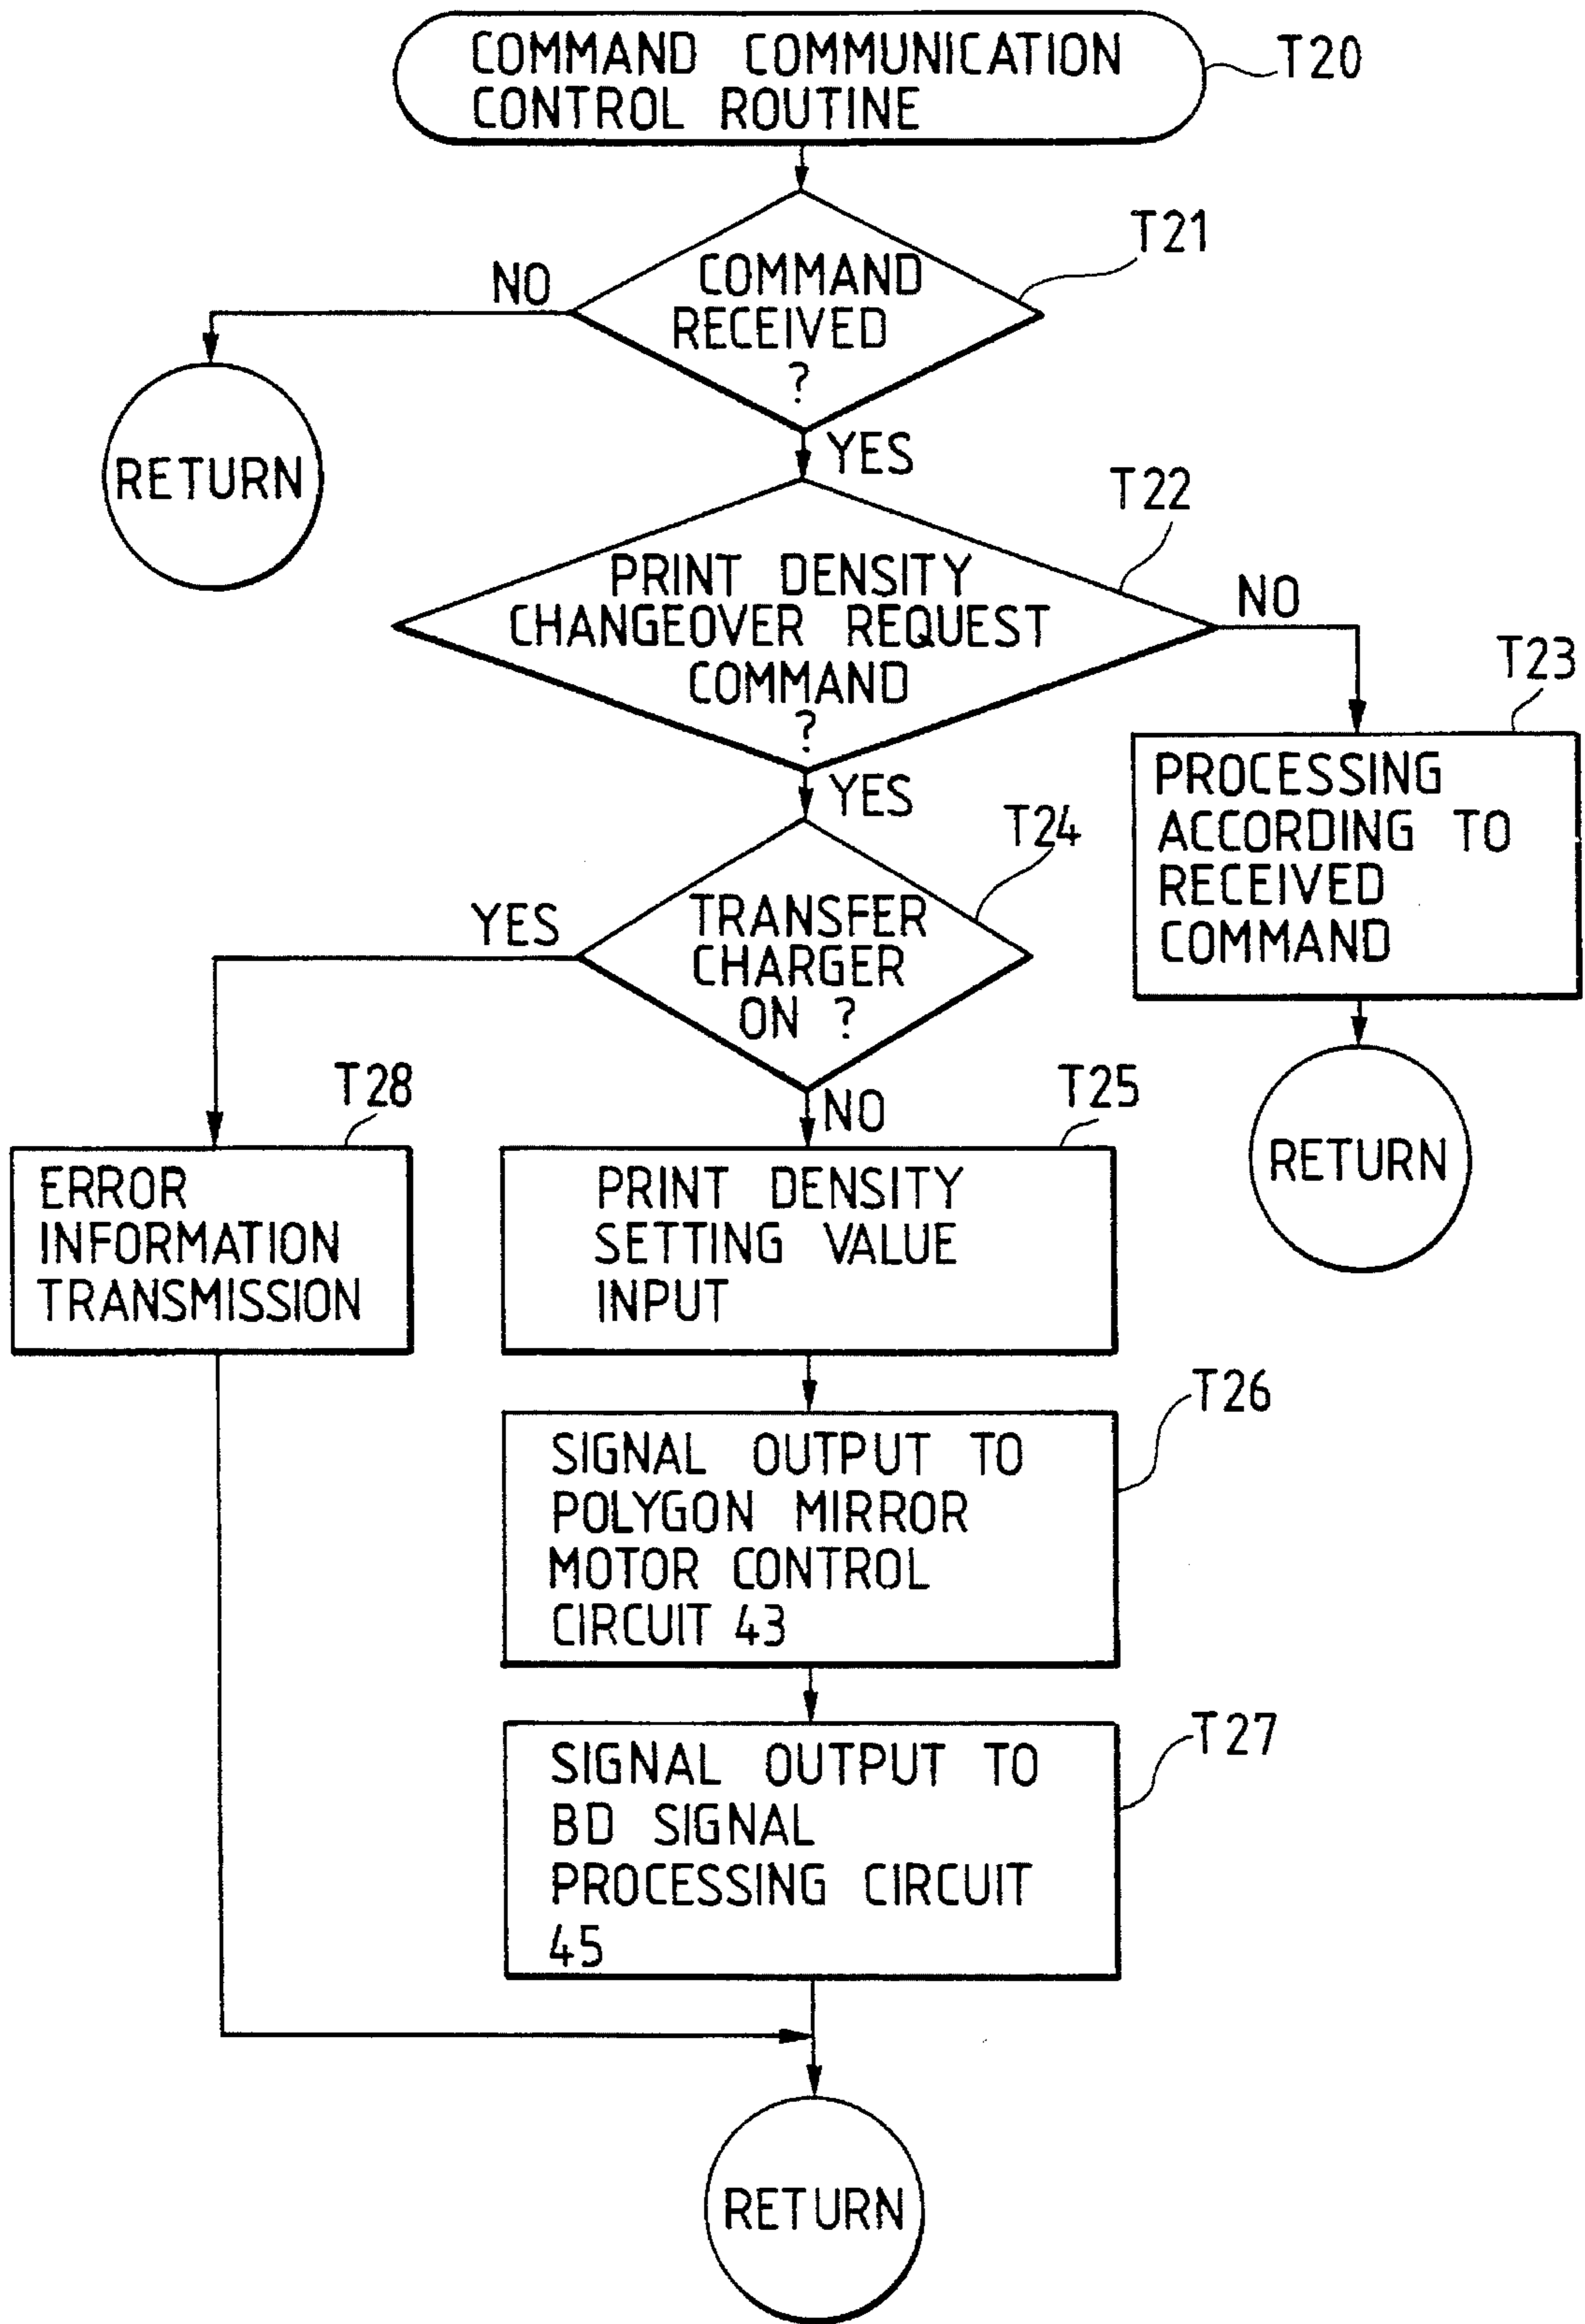 COMMAND COMMUNICATION
CONTROL ROUTINE
T20
T21
COMMAND
RECEIVED
?
NO
RETURN
YES
T22
PRINT DENSITY
CHANGEOVER REQUEST
COMMAND
?
NO
T23
PROCESSING
ACCORDING TO
RECEIVED
COMMAND
RETURN
YES
T24
TRANSFER
CHARGER
ON ?
YES
T28
ERROR
INFORMATION
TRANSMISSION
NO
T25
PRINT DENSITY
SETTING VALUE
INPUT
T26
SIGNAL OUTPUT TO
POLYGON MIRROR
MOTOR CONTROL
CIRCUIT 43
T27
SIGNAL OUTPUT TO
BD SIGNAL
PROCESSING CIRCUIT
45
RETURN